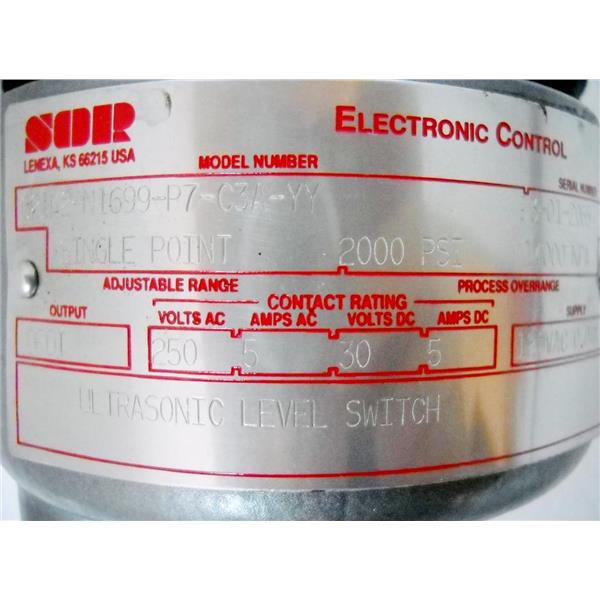 SOR
ELECTRONIC CONTROL
LENEXA, KS 66215 USA
MODEL NUMBER
SERIAL NUMBER
SINGLE POINT 2000 PSI
ADJUSTABLE RANGE
PROCESS OVERRANGE
CONTACT RATING
OUTPUT VOLTS AC AMPS AC VOLTS DC AMPS DC SUPPLY
250 5 30 5
ULTRASONIC LEVEL SWITCH